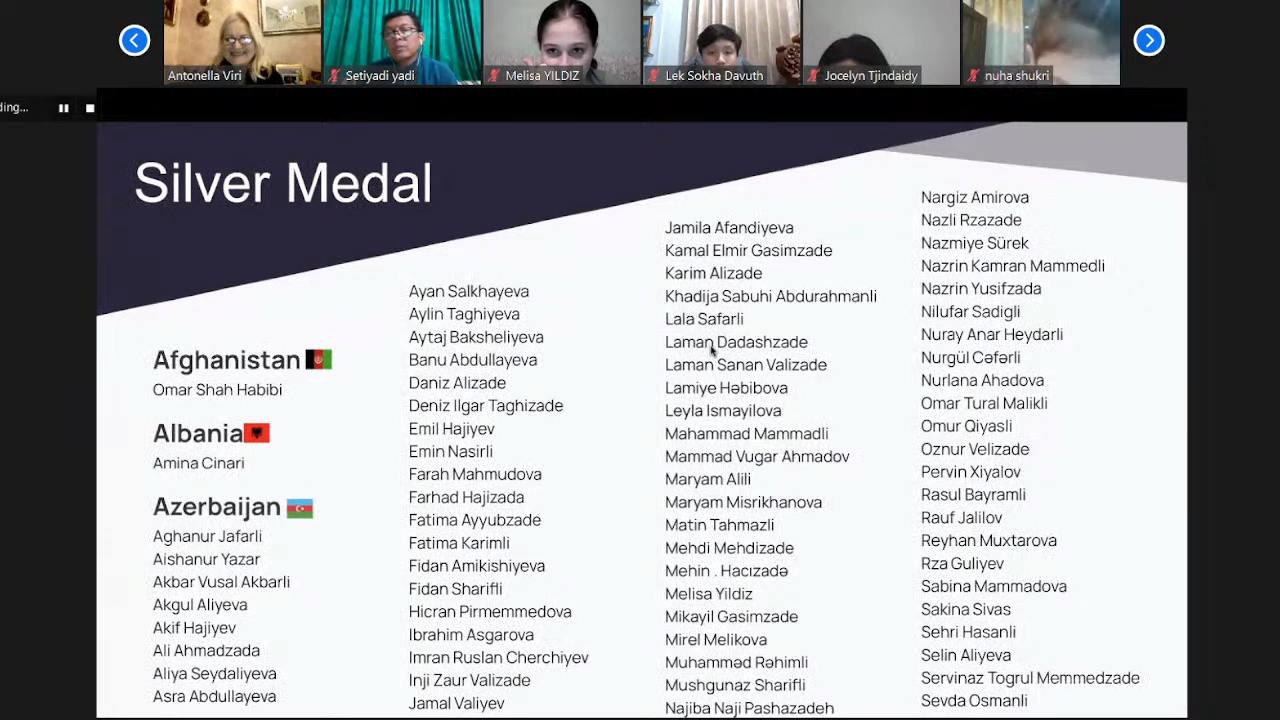 Antonella Viri
Setiyadi yadi
Melisa YILDIZ
Lek Sokha Davuth
Jocelyn Tjindaidy
nuha shukri
ding...
Silver Medal
Afghanistan
Omar Shah Habibi
Albania
Amina Cinari
Azerbaijan
Aghanur Jafarli
Aishanur Yazar
Akbar Vusal Akbarli
Akgul Aliyeva
Akif Hajiyev
Ali Ahmadzada
Aliya Seydaliyeva
Asra Abdullayeva
Ayan Salkhayeva
Aylin Taghiyeva
Aytaj Baksheliyeva
Banu Abdullayeva
Daniz Alizade
Deniz Ilgar Taghizade
Emil Hajiyev
Emin Nasirli
Farah Mahmudova
Farhad Hajizada
Fatima Ayyubzade
Fatima Karimli
Fidan Amikishiyeva
Fidan Sharifli
Hicran Pirmemmedova
Ibrahim Asgarova
Imran Ruslan Cherchiyev
Inji Zaur Valizade
Jamal Valiyev
Jamila Afandiyeva
Kamal Elmir Gasimzade
Karim Alizade
Khadija Sabuhi Abdurahmanli
Lala Safarli
Laman Dadashzade
Laman Sanan Valizade
Lamiye Həbibova
Leyla Ismayilova
Mahammad Mammadli
Mammad Vugar Ahmadov
Maryam Alili
Maryam Misrikhanova
Matin Tahmazli
Mehdi Mehdizade
Mehin . Hacızadə
Melisa Yildiz
Mikayil Gasimzade
Mirel Melikova
Muhamməd Rəhimli
Mushgunaz Sharifli
Najiba Naji Pashazadeh
Nargiz Amirova
Nazli Rzazade
Nazmiye Sürek
Nazrin Kamran Mammedli
Nazrin Yusifzada
Nilufar Sadigli
Nuray Anar Heydarli
Nurgül Cəfərli
Nurlana Ahadova
Omar Tural Malikli
Omur Qiyasli
Oznur Velizade
Pervin Xiyalov
Rasul Bayramli
Rauf Jalilov
Reyhan Muxtarova
Rza Guliyev
Sabina Mammadova
Sakina Sivas
Sehri Hasanli
Selin Aliyeva
Servinaz Togrul Memmedzade
Sevda Osmanli